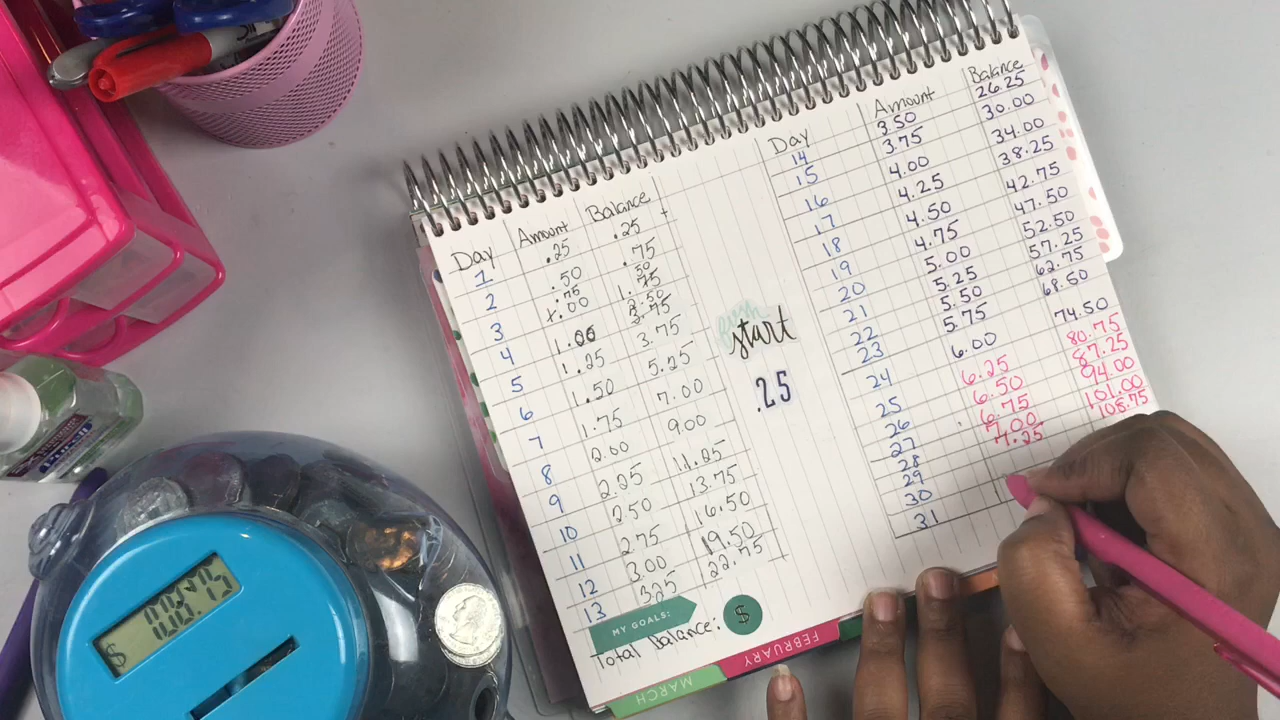 Day Amount Balance
1 .25 .25 +
2 .50 .75
3 .75 1.50
4 1.00 2.50
5 1.25 3.75
6 1.50 5.25
7 1.75 7.00
8 2.00 9.00
9 2.25 11.25
10 2.50 13.75
11 2.75 16.50
12 3.00 19.50
13 3.25 22.75
MY GOALS:
Total Balance: $
start
.25
Day Amount Balance
14 3.50 26.25
15 3.75 30.00
16 4.00 34.00
17 4.25 38.25
18 4.50 42.75
19 4.75 47.50
20 5.00 52.50
21 5.25 57.25
22 5.50 62.75
23 5.75 68.50
24 6.00 74.50
25 6.25 80.75
26 6.50 87.25
27 6.75 94.00
28 7.00 101.00
29 7.25 108.75
30
31
MARCH
FEBRUARY
$